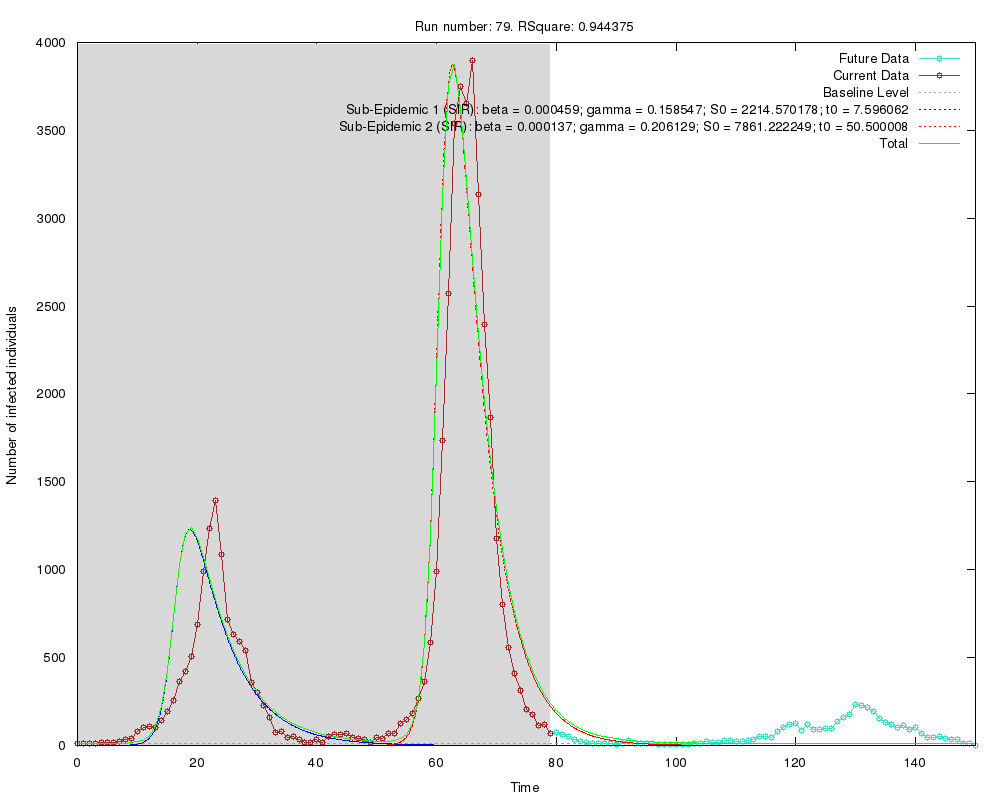 Run number: 79. RSquare: 0.944375
4000
3500
3000
2500
2000
1500
1000
500
0
Number of infected individuals
Future Data
Current Data
Baseline Level
Sub-Epidemic 1 (SIR): beta = 0.000459; gamma = 0.158547; S0 = 2214.570178; t0 = 7.596062
Sub-Epidemic 2 (SIR): beta = 0.000137; gamma = 0.206129; S0 = 7861.222249; t0 = 50.500008
Total
0 20 40 60 80 100 120 140
Time